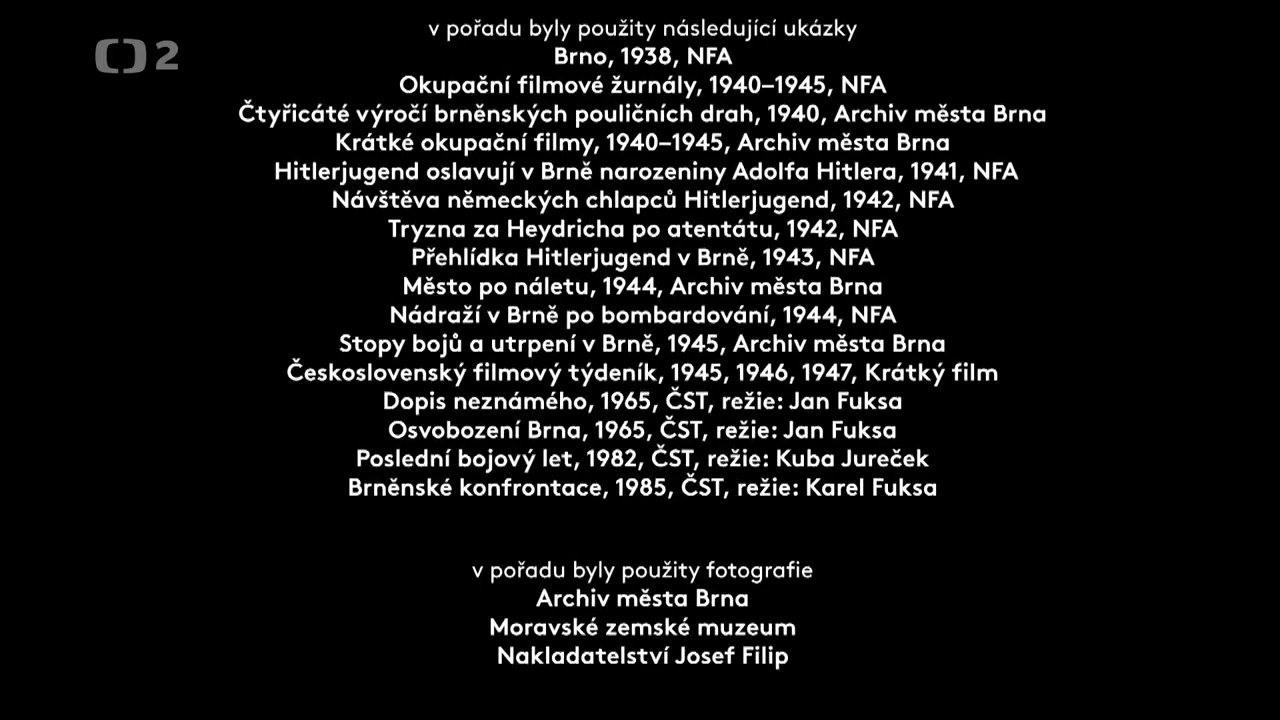 v pořadu byly použity následující ukázky
Brno, 1938, NFA
Okupační filmové žurnály, 1940–1945, NFA
Čtyřicáté výročí brněnských pouličních drah, 1940, Archiv města Brna
Krátké okupační filmy, 1940–1945, Archiv města Brna
Hitlerjugend oslavují v Brně narozeniny Adolfa Hitlera, 1941, NFA
Návštěva německých chlapců Hitlerjugend, 1942, NFA
Tryzna za Heydricha po atentátu, 1942, NFA
Přehlídka Hitlerjugend v Brně, 1943, NFA
Město po náletu, 1944, Archiv města Brna
Nádraží v Brně po bombardování, 1944, NFA
Stopy bojů a utrpení v Brně, 1945, Archiv města Brna
Československý filmový týdeník, 1945, 1946, 1947, Krátký film
Dopis neznámého, 1965, ČST, režie: Jan Fuksa
Osvobození Brna, 1965, ČST, režie: Jan Fuksa
Poslední bojový let, 1982, ČST, režie: Kuba Jureček
Brněnské konfrontace, 1985, ČST, režie: Karel Fuksa
v pořadu byly použity fotografie
Archiv města Brna
Moravské zemské muzeum
Nakladatelství Josef Filip
2